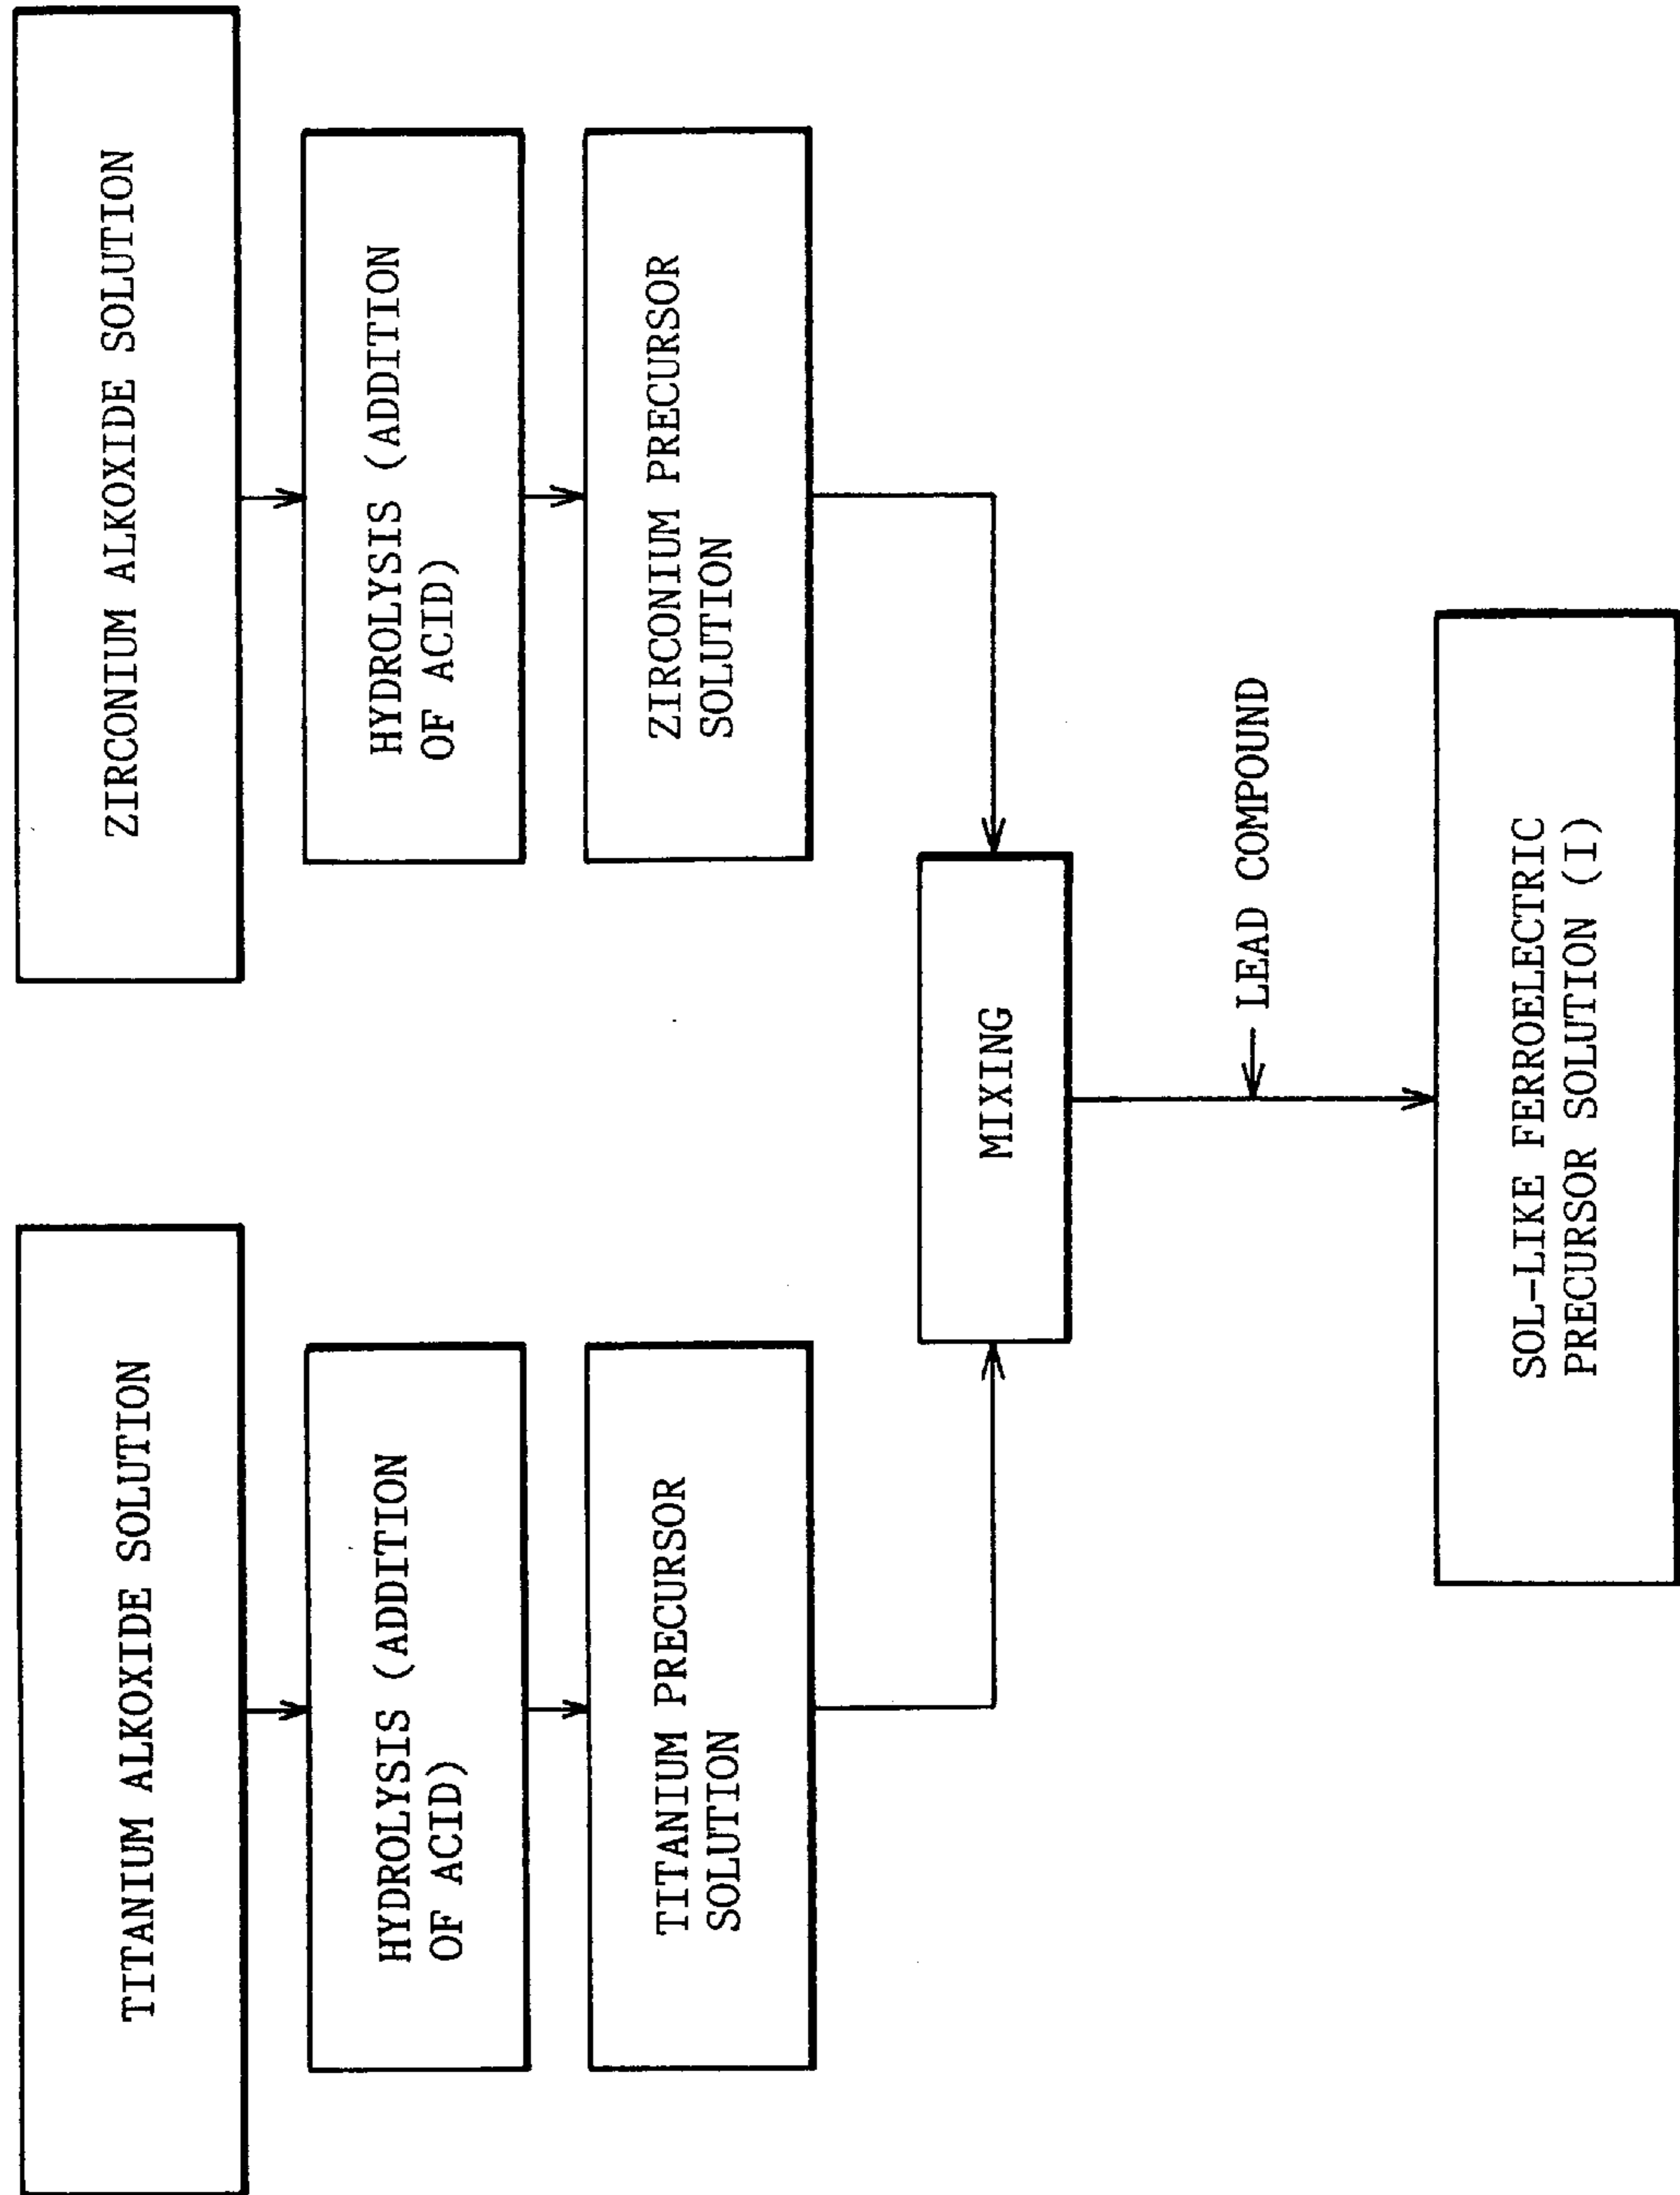 TITANIUM ALKOXIDE SOLUTION
HYDROLYSIS (ADDITION
OF ACID)
TITANIUM PRECURSOR
SOLUTION
ZIRCONIUM ALKOXIDE SOLUTION
HYDROLYSIS (ADDITION
OF ACID)
ZIRCONIUM PRECURSOR
SOLUTION
MIXING
LEAD COMPOUND
SOL-LIKE FERROELECTRIC
PRECURSOR SOLUTION (I)